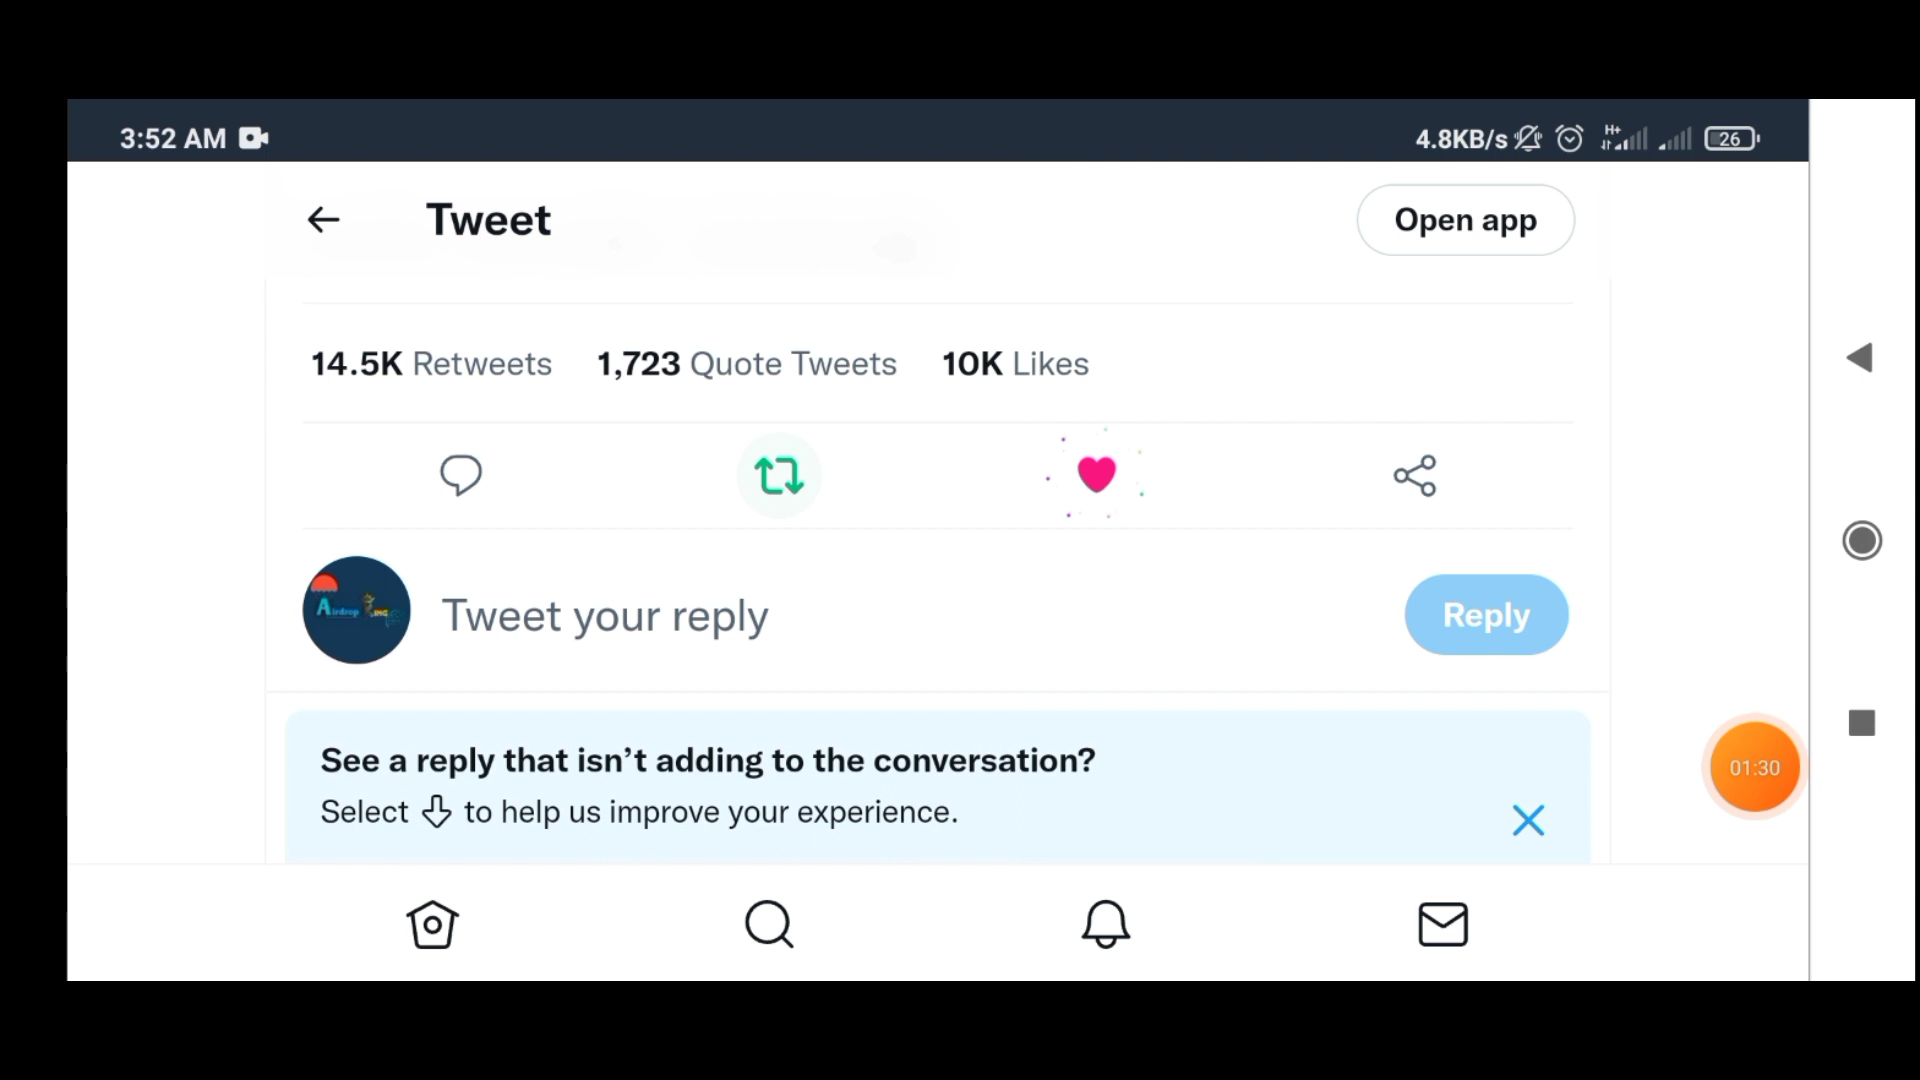 3:52 AM 4.8KB/s H+ 26
Tweet Open app
14.5K Retweets 1,723 Quote Tweets 10K Likes
Airdrop
Tweet your reply Reply
See a reply that isn’t adding to the conversation?
Select to help us improve your experience.
01:30